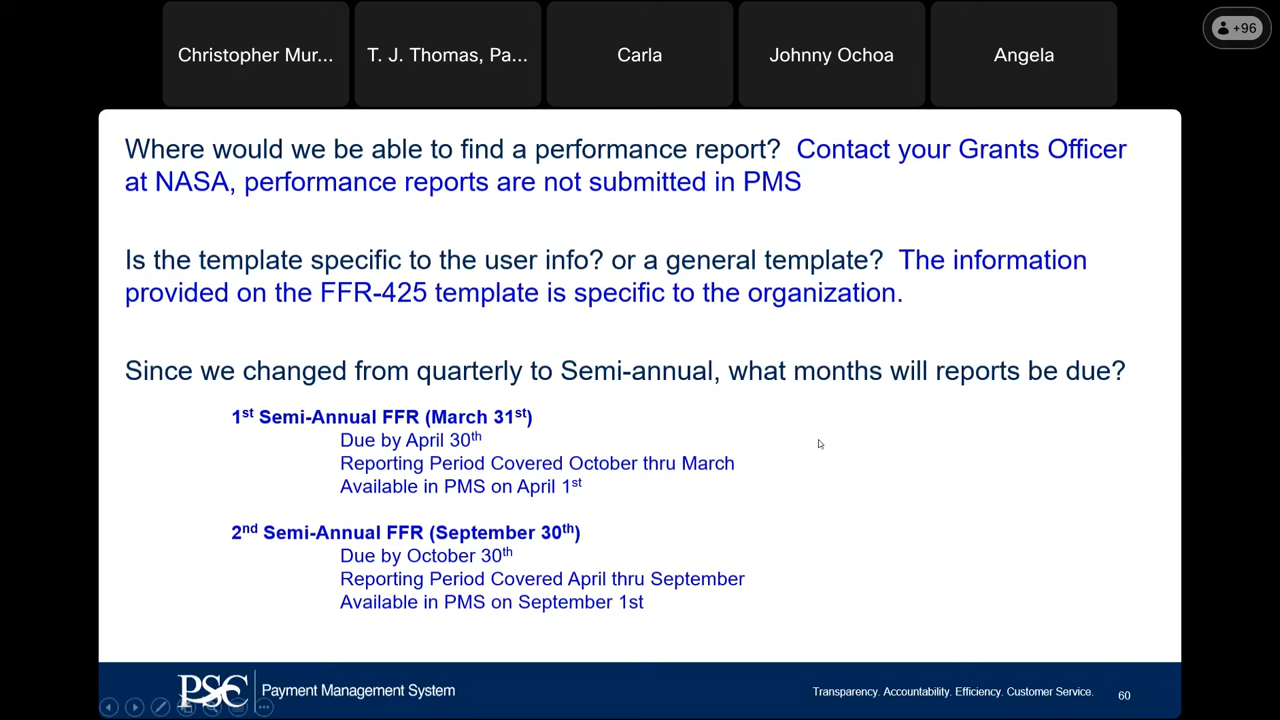 Christopher Mur...
T. J. Thomas, Pa...
Carla
Johnny Ochoa
Angela
+96
Where would we be able to find a performance report? Contact your Grants Officer
at NASA, performance reports are not submitted in PMS
Is the template specific to the user info? or a general template? The information
provided on the FFR-425 template is specific to the organization.
Since we changed from quarterly to Semi-annual, what months will reports be due?
1st Semi-Annual FFR (March 31st)
Due by April 30th
Reporting Period Covered October thru March
Available in PMS on April 1st
2nd Semi-Annual FFR (September 30th)
Due by October 30th
Reporting Period Covered April thru September
Available in PMS on September 1st
PSC Payment Management System
Transparency. Accountability. Efficiency. Customer Service.
60